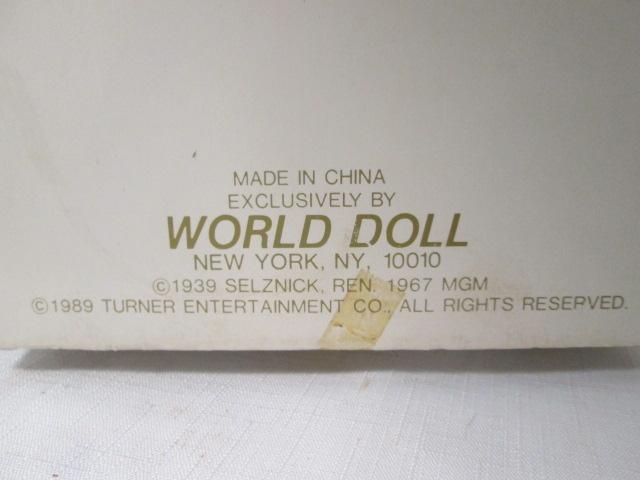 MADE IN CHINA
EXCLUSIVELY BY
WORLD DOLL
NEW YORK, NY, 10010
©1939 SELZNICK, REN. 1967 MGM
©1989 TURNER ENTERTAINMENT CO., ALL RIGHTS RESERVED.